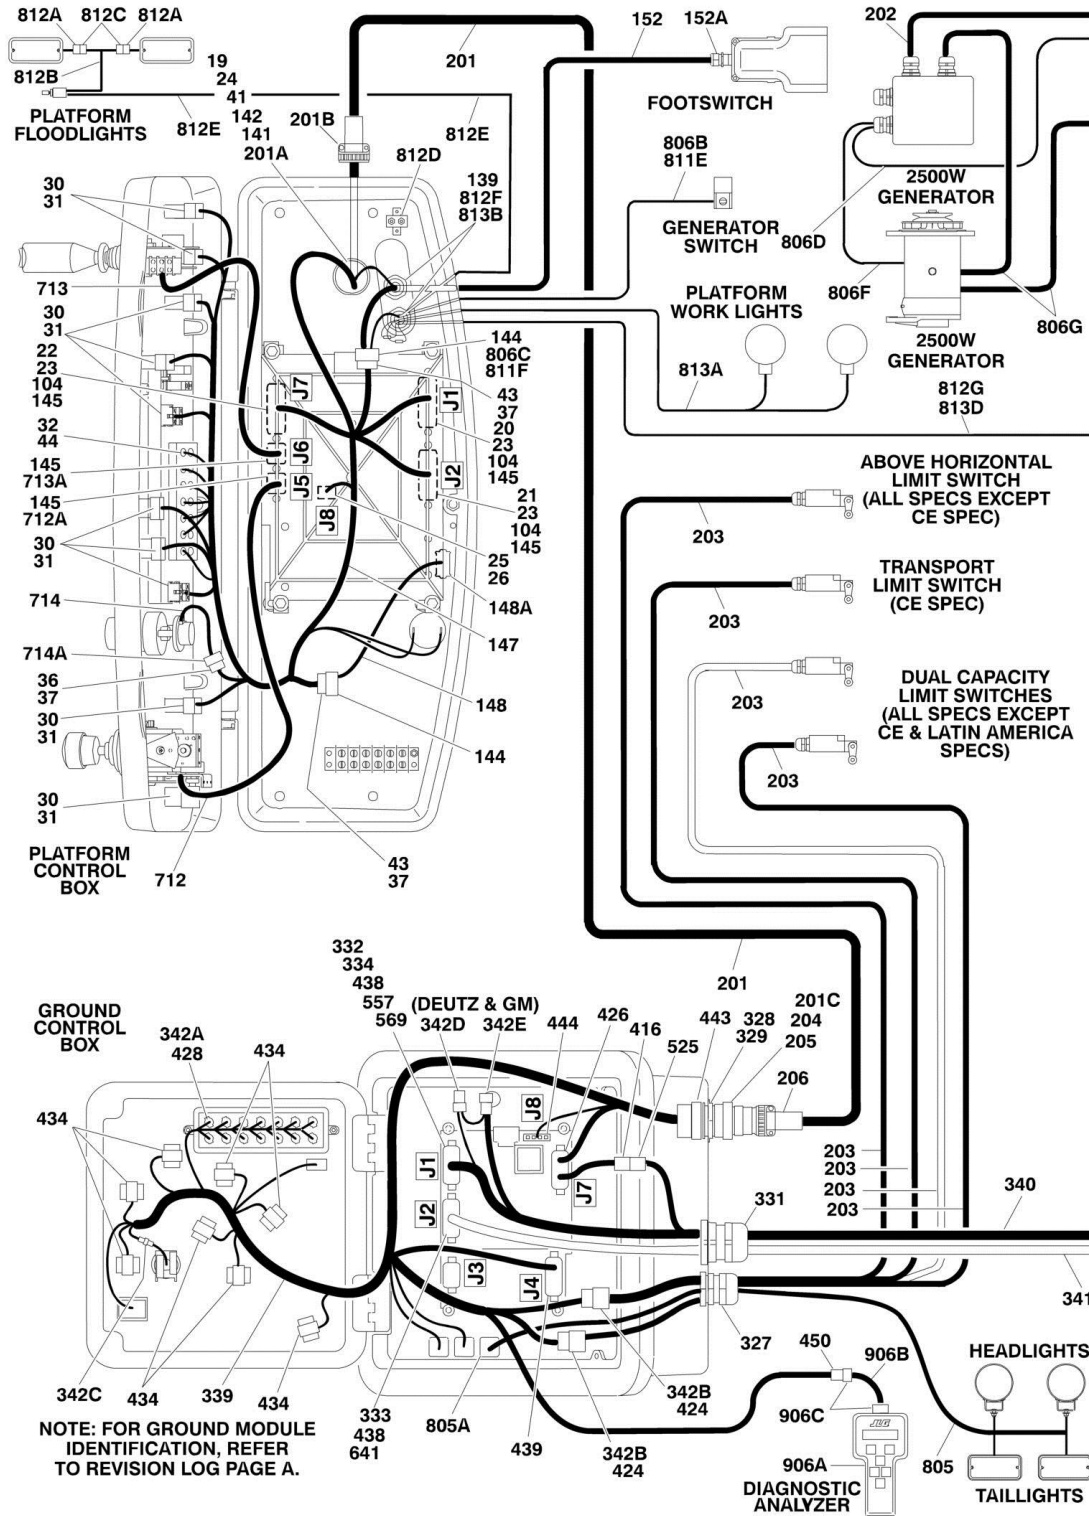 812A 812C 812A
812B
PLATFORM
FLOODLIGHTS
812E
19
24
41
142
141
201A
201B
201
812E
812D
152 152A
FOOTSWITCH
202
139
812F
813B
806B
811E
GENERATOR
SWITCH
2500W
GENERATOR
806D
806F
806G
2500W
GENERATOR
PLATFORM
WORK LIGHTS
813A
812G
813D
30
31
713
30
31
22
23
104
145
32
44
145
713A
145
712A
30
31
714
714A
36
37
30
31
30
31
PLATFORM
CONTROL
BOX
712
J7
J6
J5
J8
J1
J2
144
806C
811F
43
37
20
23
104
145
21
23
104
145
25
26
148A
147
148
144
43
37
ABOVE HORIZONTAL
LIMIT SWITCH
(ALL SPECS EXCEPT
CE SPEC)
203
TRANSPORT
LIMIT SWITCH
(CE SPEC)
203
DUAL CAPACITY
LIMIT SWITCHES
(ALL SPECS EXCEPT
CE & LATIN AMERICA
SPECS)
203
203
201
332
334
438
557
569
(DEUTZ & GM)
342D 342E
444
426
416
525
443
328
329
201C
204
205
206
GROUND
CONTROL
BOX
342A
428
434
434
J8
J1
J2
J3
J4
J7
203
203
203
203
331
340
341
327
342C
434
339
434
333
438
641
805A
439
342B
424
342B
424
450
906B
906C
906A
JLG
DIAGNOSTIC
ANALYZER
HEADLIGHTS
805
TAILLIGHTS
NOTE: FOR GROUND MODULE
IDENTIFICATION, REFER
TO REVISION LOG PAGE A.